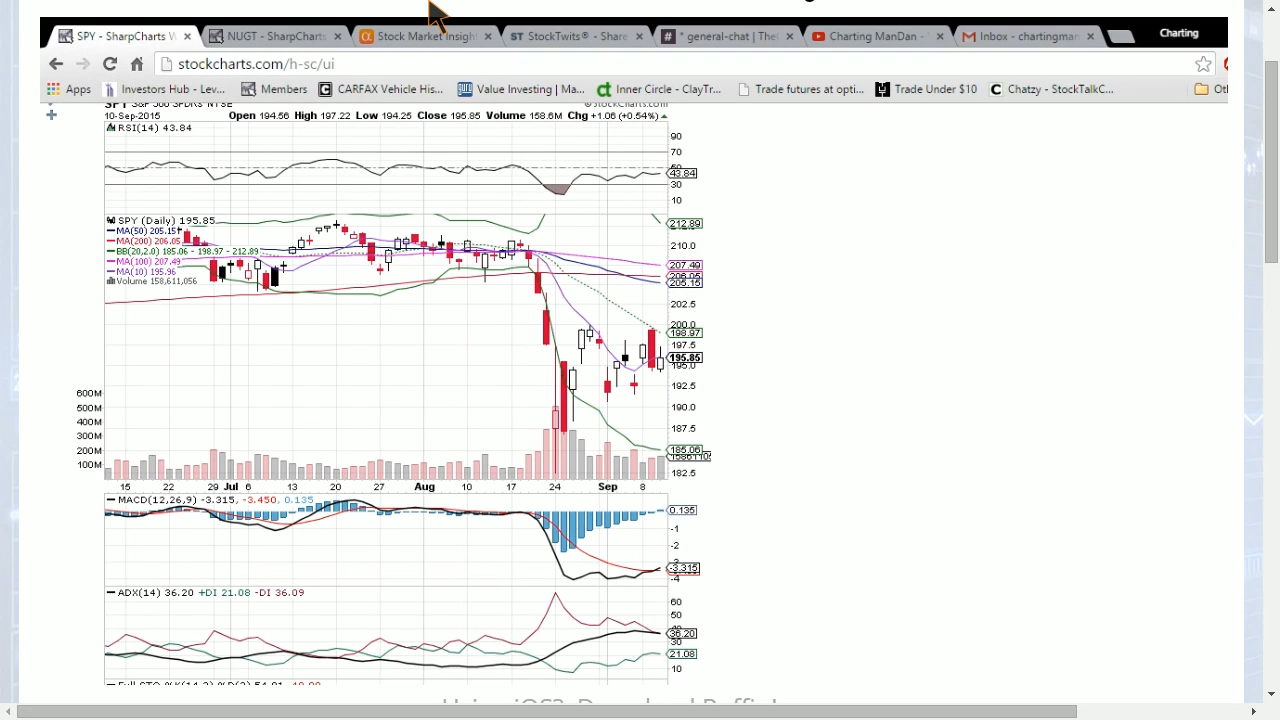 SPY - SharpCharts W
NUGT - SharpCharts
Stock Market Insigh
StockTwits® - Share
* general-chat | The
Charting ManDan -
Inbox - chartingman
Charting
stockcharts.com/h-sc/ui
Apps
Investors Hub - Lev...
Members
CARFAX Vehicle His...
Value Investing | Ma...
Inner Circle - ClayTr...
Trade futures at opti...
Trade Under $10
Chatzy - StockTalkC...
SPY S&P 500 SPDRs NYSE
© StockCharts.com
10-Sep-2015
Open 194.56 High 197.22 Low 194.25 Close 195.85 Volume 158.6M Chg +1.06 (+0.54%)
RSI(14) 43.84
90
70
50
43.84
30
10
SPY (Daily) 195.85
MA(50) 205.15
MA(200) 206.05
BB(20,2.0) 185.06 - 198.97 - 212.89
MA(100) 207.49
MA(10) 195.96
Volume 158,611,056
212.89
210.0
207.49
206.05
205.15
202.5
200.0
198.97
197.5
195.85
195.0
192.5
190.0
187.5
185.06
182.5
600M
500M
400M
300M
200M
100M
15 22 29 Jul 6 13 20 27 Aug 10 17 24 Sep 8
MACD(12,26,9) -3.315, -3.450, 0.135
0.135
-1
-2
-3.315
-4
ADX(14) 36.20 +DI 21.08 -DI 36.09
60
50
36.20
30
21.08
10